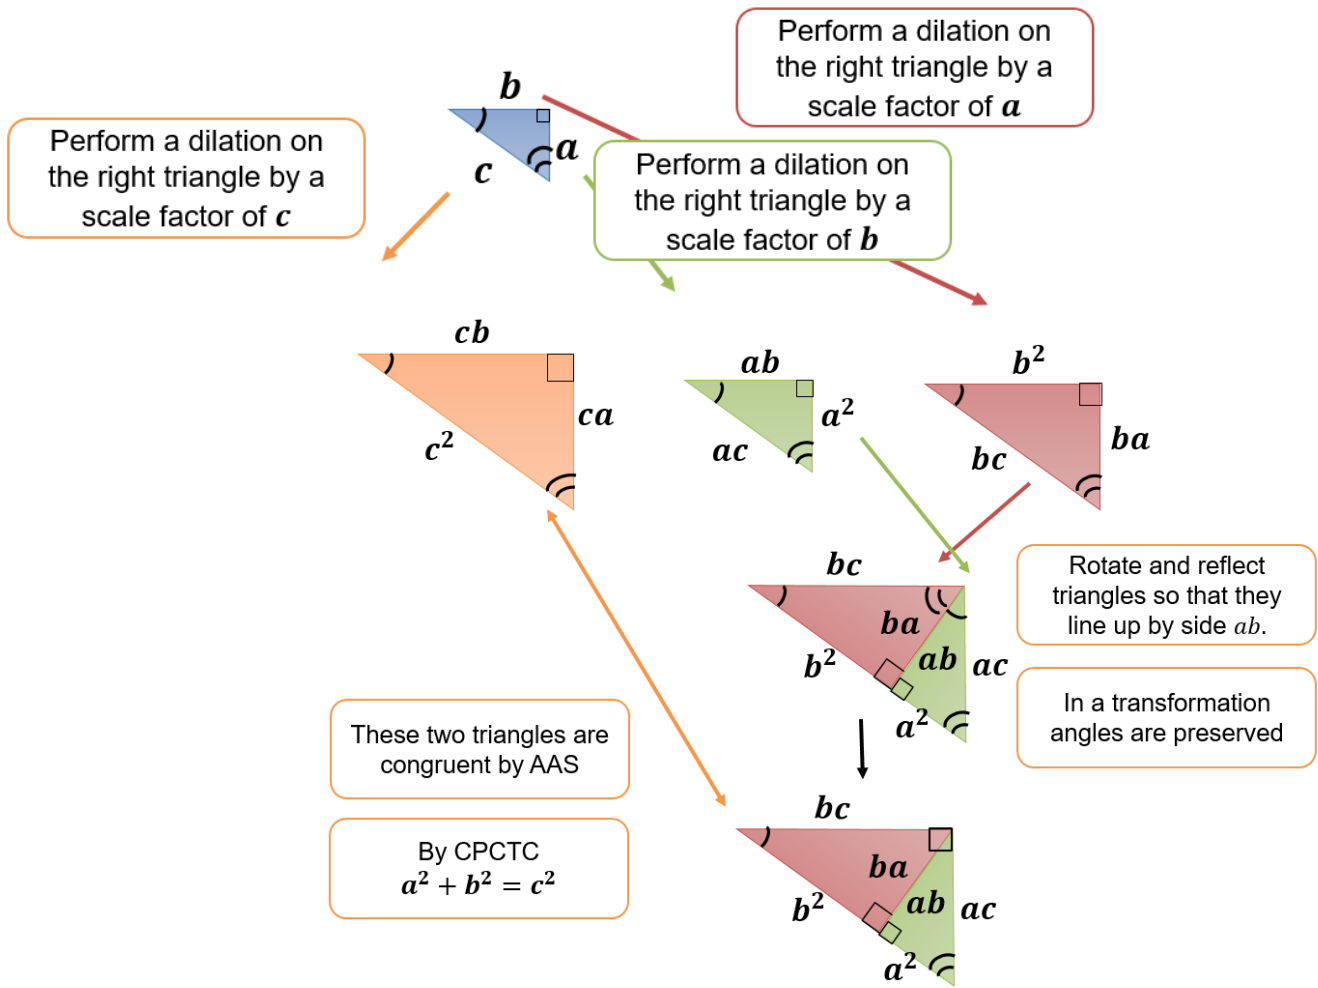 Perform a dilation on
the right triangle by a
scale factor of a
b
a
c
Perform a dilation on
the right triangle by a
scale factor of c
Perform a dilation on
the right triangle by a
scale factor of b
cb
ca
c²
ab
a²
ac
b²
ba
bc
bc
ba
ab
ac
b²
a²
Rotate and reflect
triangles so that they
line up by side ab.
In a transformation
angles are preserved
These two triangles are
congruent by AAS
By CPCTC
a² + b² = c²
bc
ba
ab
ac
b²
a²